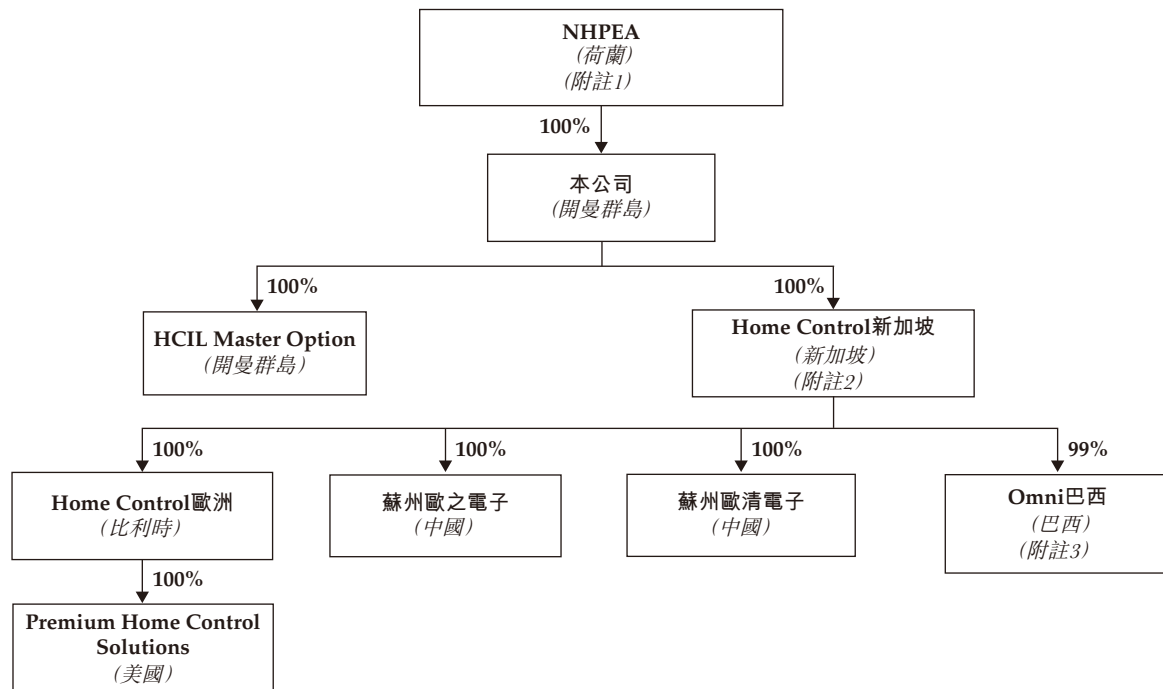 NHPEA
(荷蘭)
(附註1)
100%
本公司
(開曼群島)
100%
100%
HCIL Master Option
(開曼群島)
Home Control新加坡
(新加坡)
(附註2)
100%
100%
100%
99%
Home Control歐洲
(比利時)
蘇州歐之電子
(中國)
蘇州歐清電子
(中國)
Omni巴西
(巴西)
(附註3)
100%
Premium Home Control
Solutions
(美國)